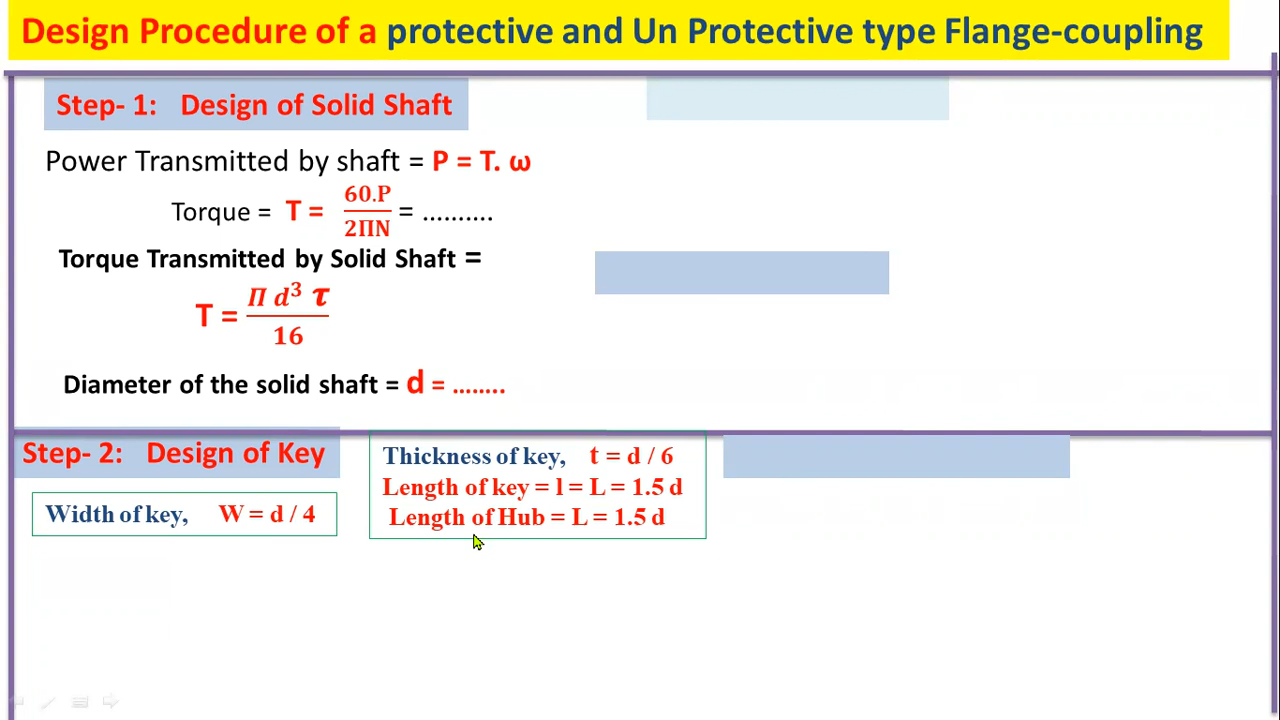 Design Procedure of a protective and Un Protective type Flange-coupling
Step- 1: Design of Solid Shaft
Power Transmitted by shaft = P = T. ω
Torque = T = 60.P / 2ΠN = ..........
Torque Transmitted by Solid Shaft =
T = Π d³ τ / 16
Diameter of the solid shaft = d = ........
Step- 2: Design of Key
Width of key, W = d / 4
Thickness of key, t = d / 6
Length of key = l = L = 1.5 d
Length of Hub = L = 1.5 d